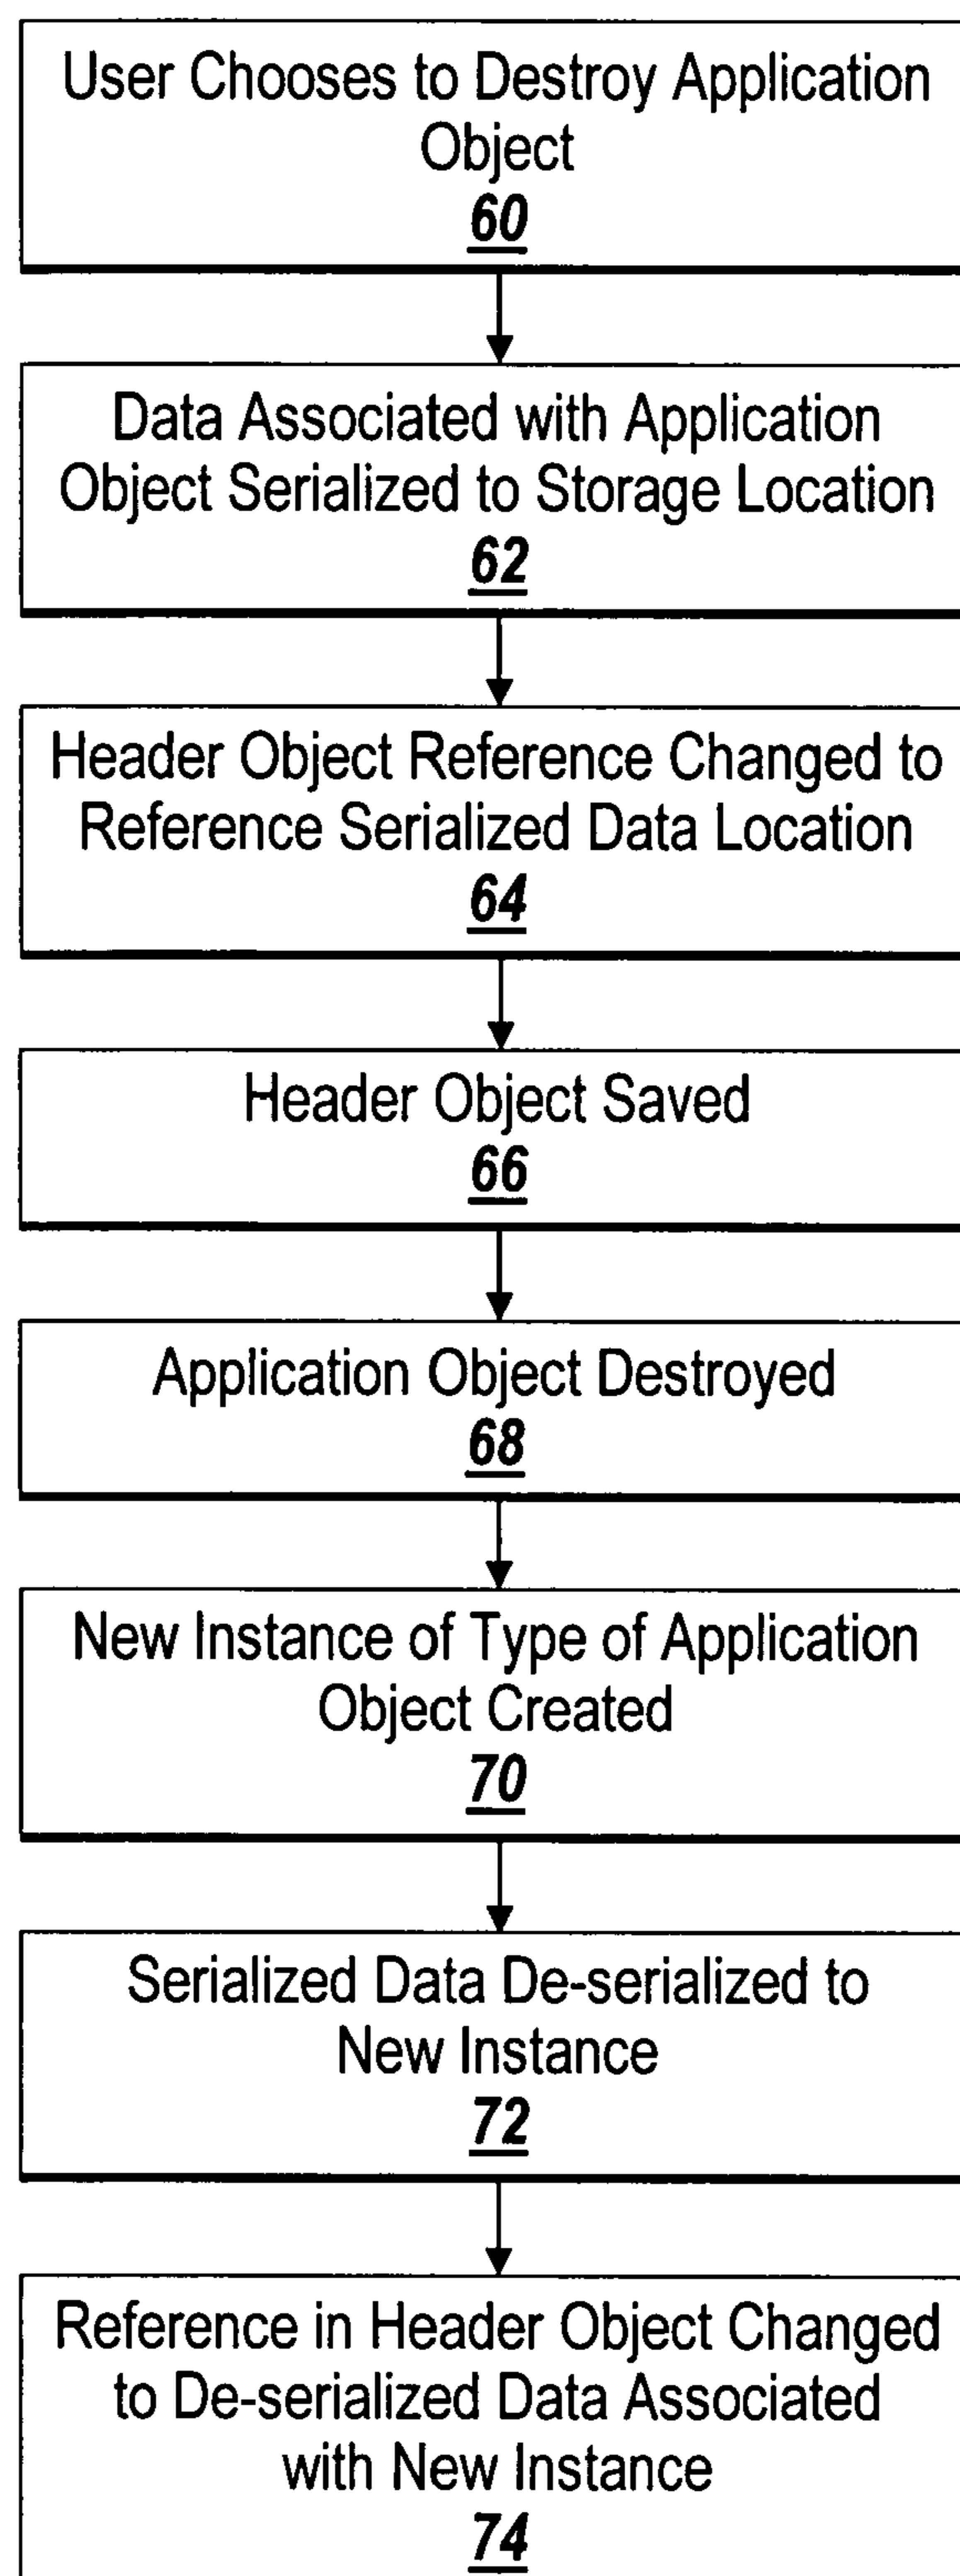 User Chooses to Destroy Application
Object
60
Data Associated with Application
Object Serialized to Storage Location
62
Header Object Reference Changed to
Reference Serialized Data Location
64
Header Object Saved
66
Application Object Destroyed
68
New Instance of Type of Application
Object Created
70
Serialized Data De-serialized to
New Instance
72
Reference in Header Object Changed
to De-serialized Data Associated
with New Instance
74